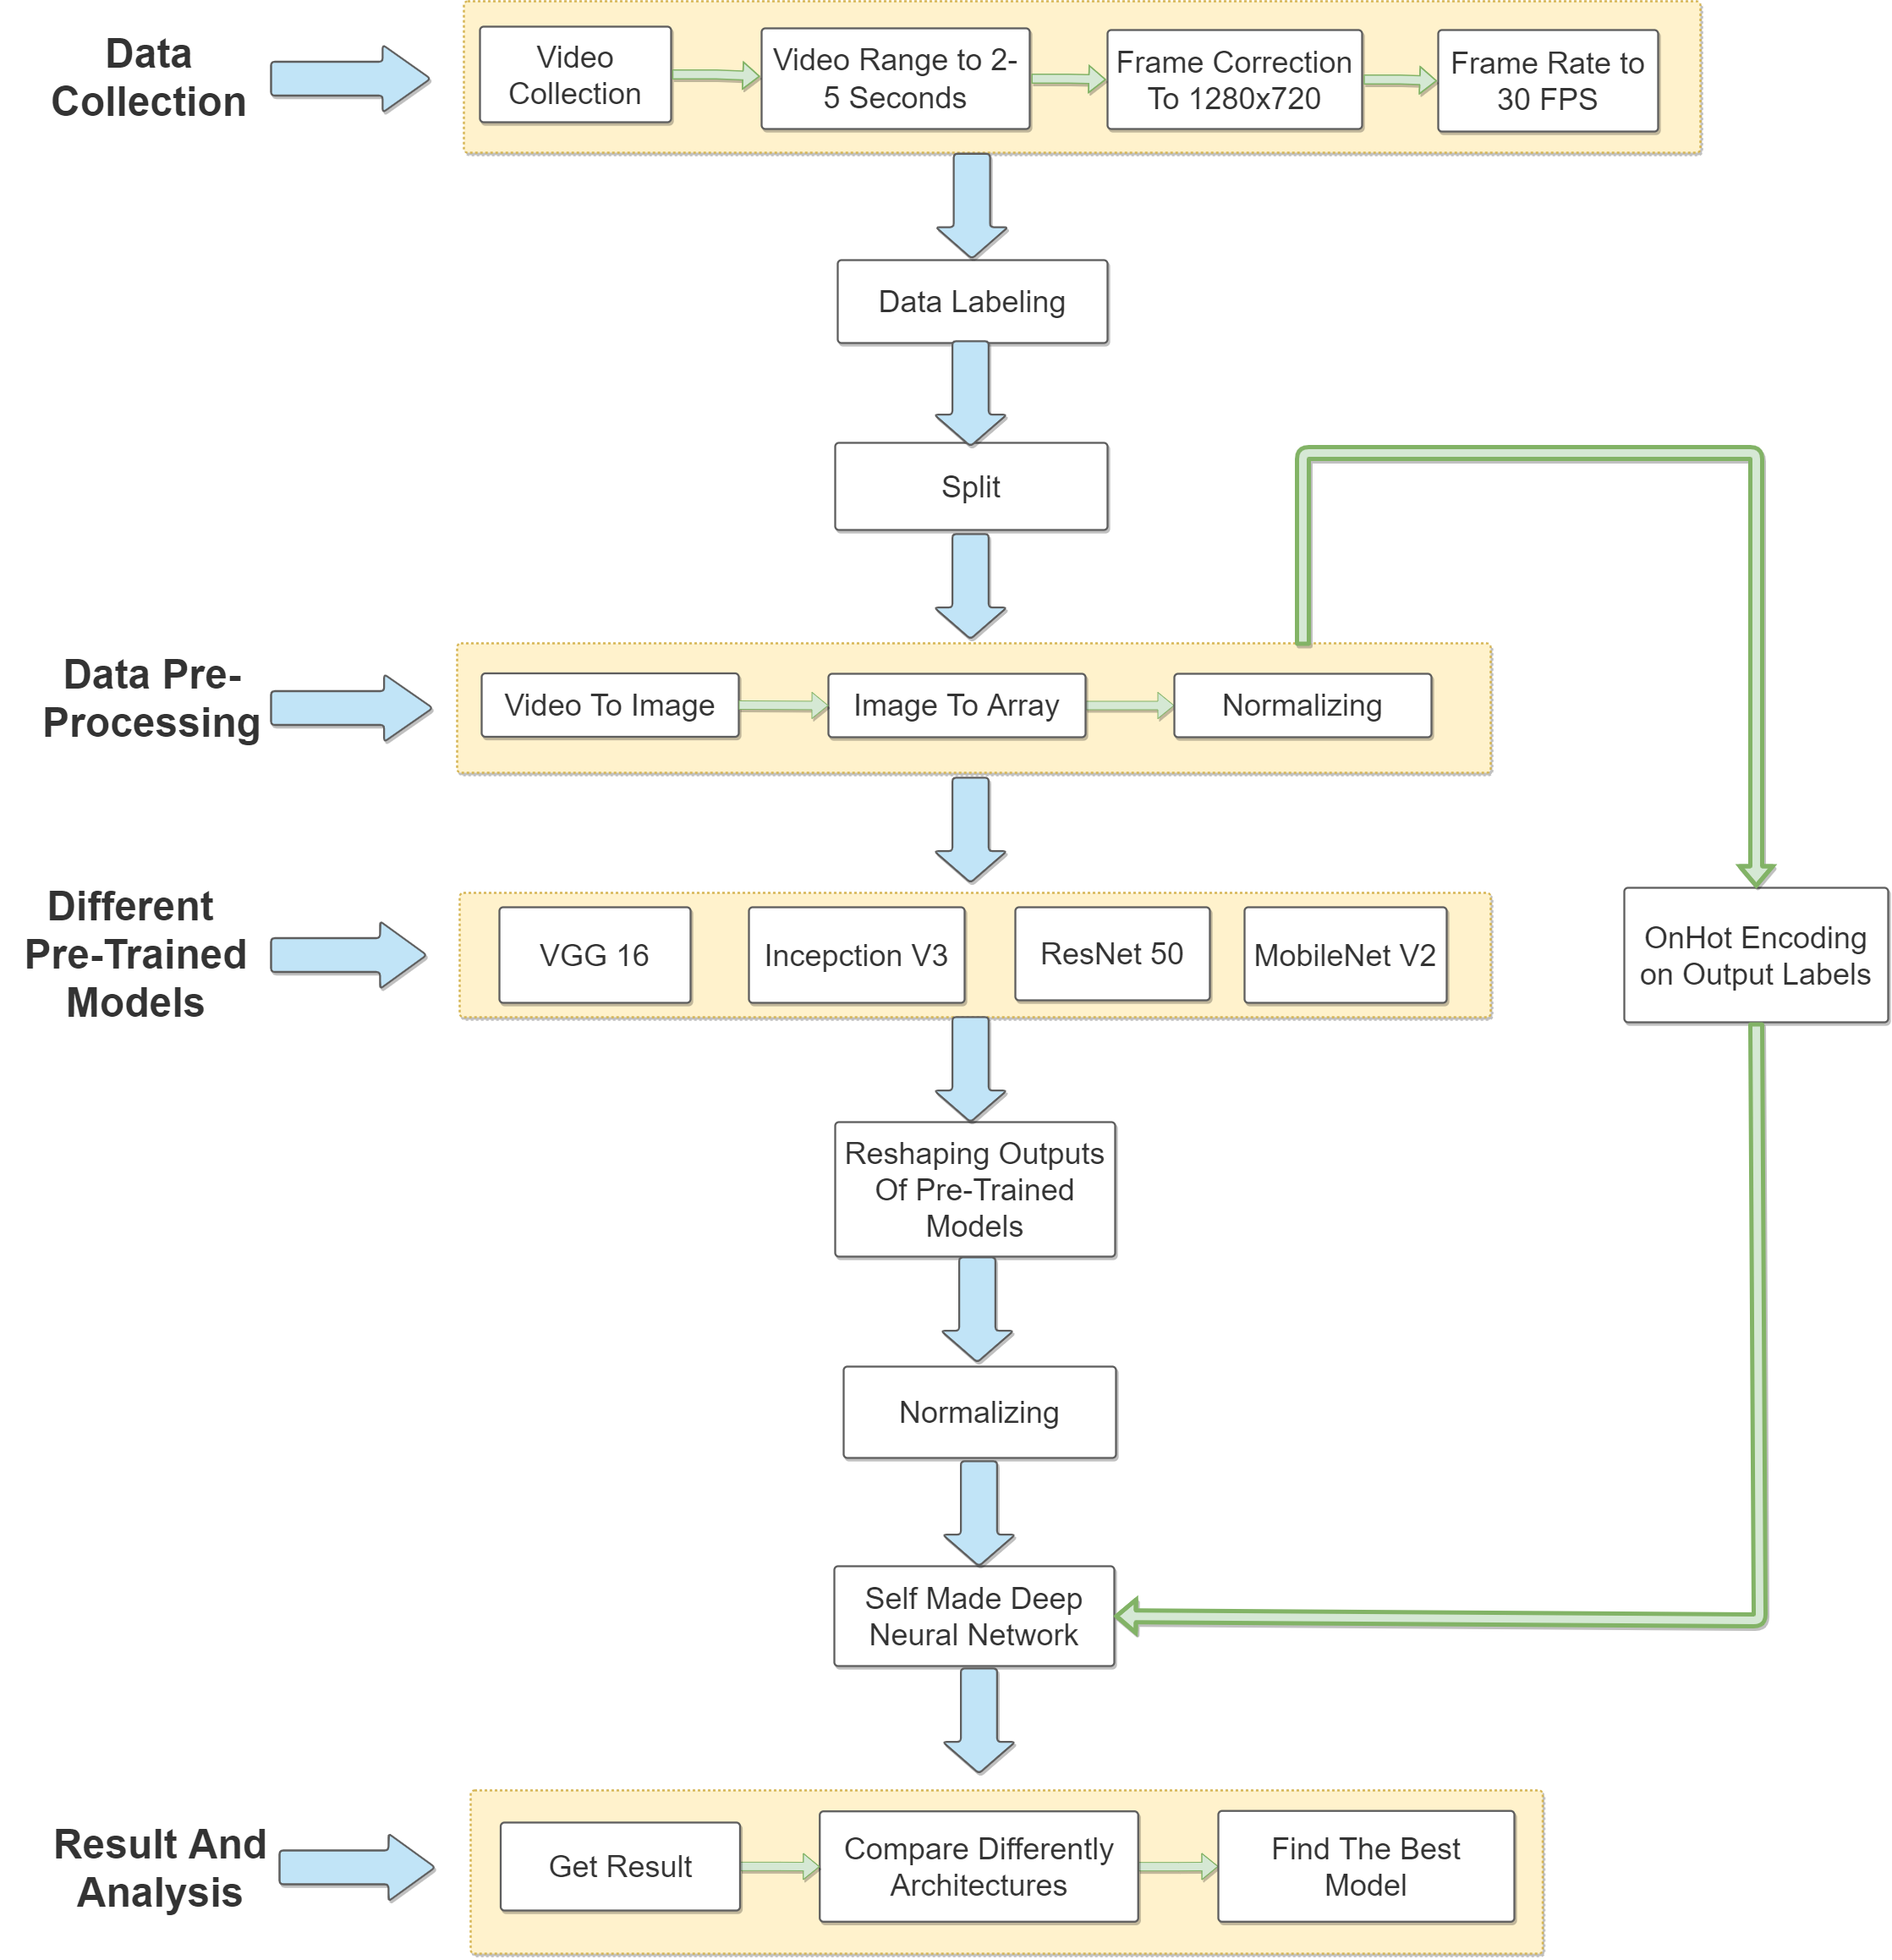 Data
Collection
Video
Collection
Video Range to 2-
5 Seconds
Frame Correction
To 1280x720
Frame Rate to
30 FPS
Data Labeling
Split
Data Pre-
Processing
Video To Image
Image To Array
Normalizing
Different
Pre-Trained
Models
VGG 16
Incepction V3
ResNet 50
MobileNet V2
OnHot Encoding
on Output Labels
Reshaping Outputs
Of Pre-Trained
Models
Normalizing
Self Made Deep
Neural Network
Result And
Analysis
Get Result
Compare Differently
Architectures
Find The Best
Model